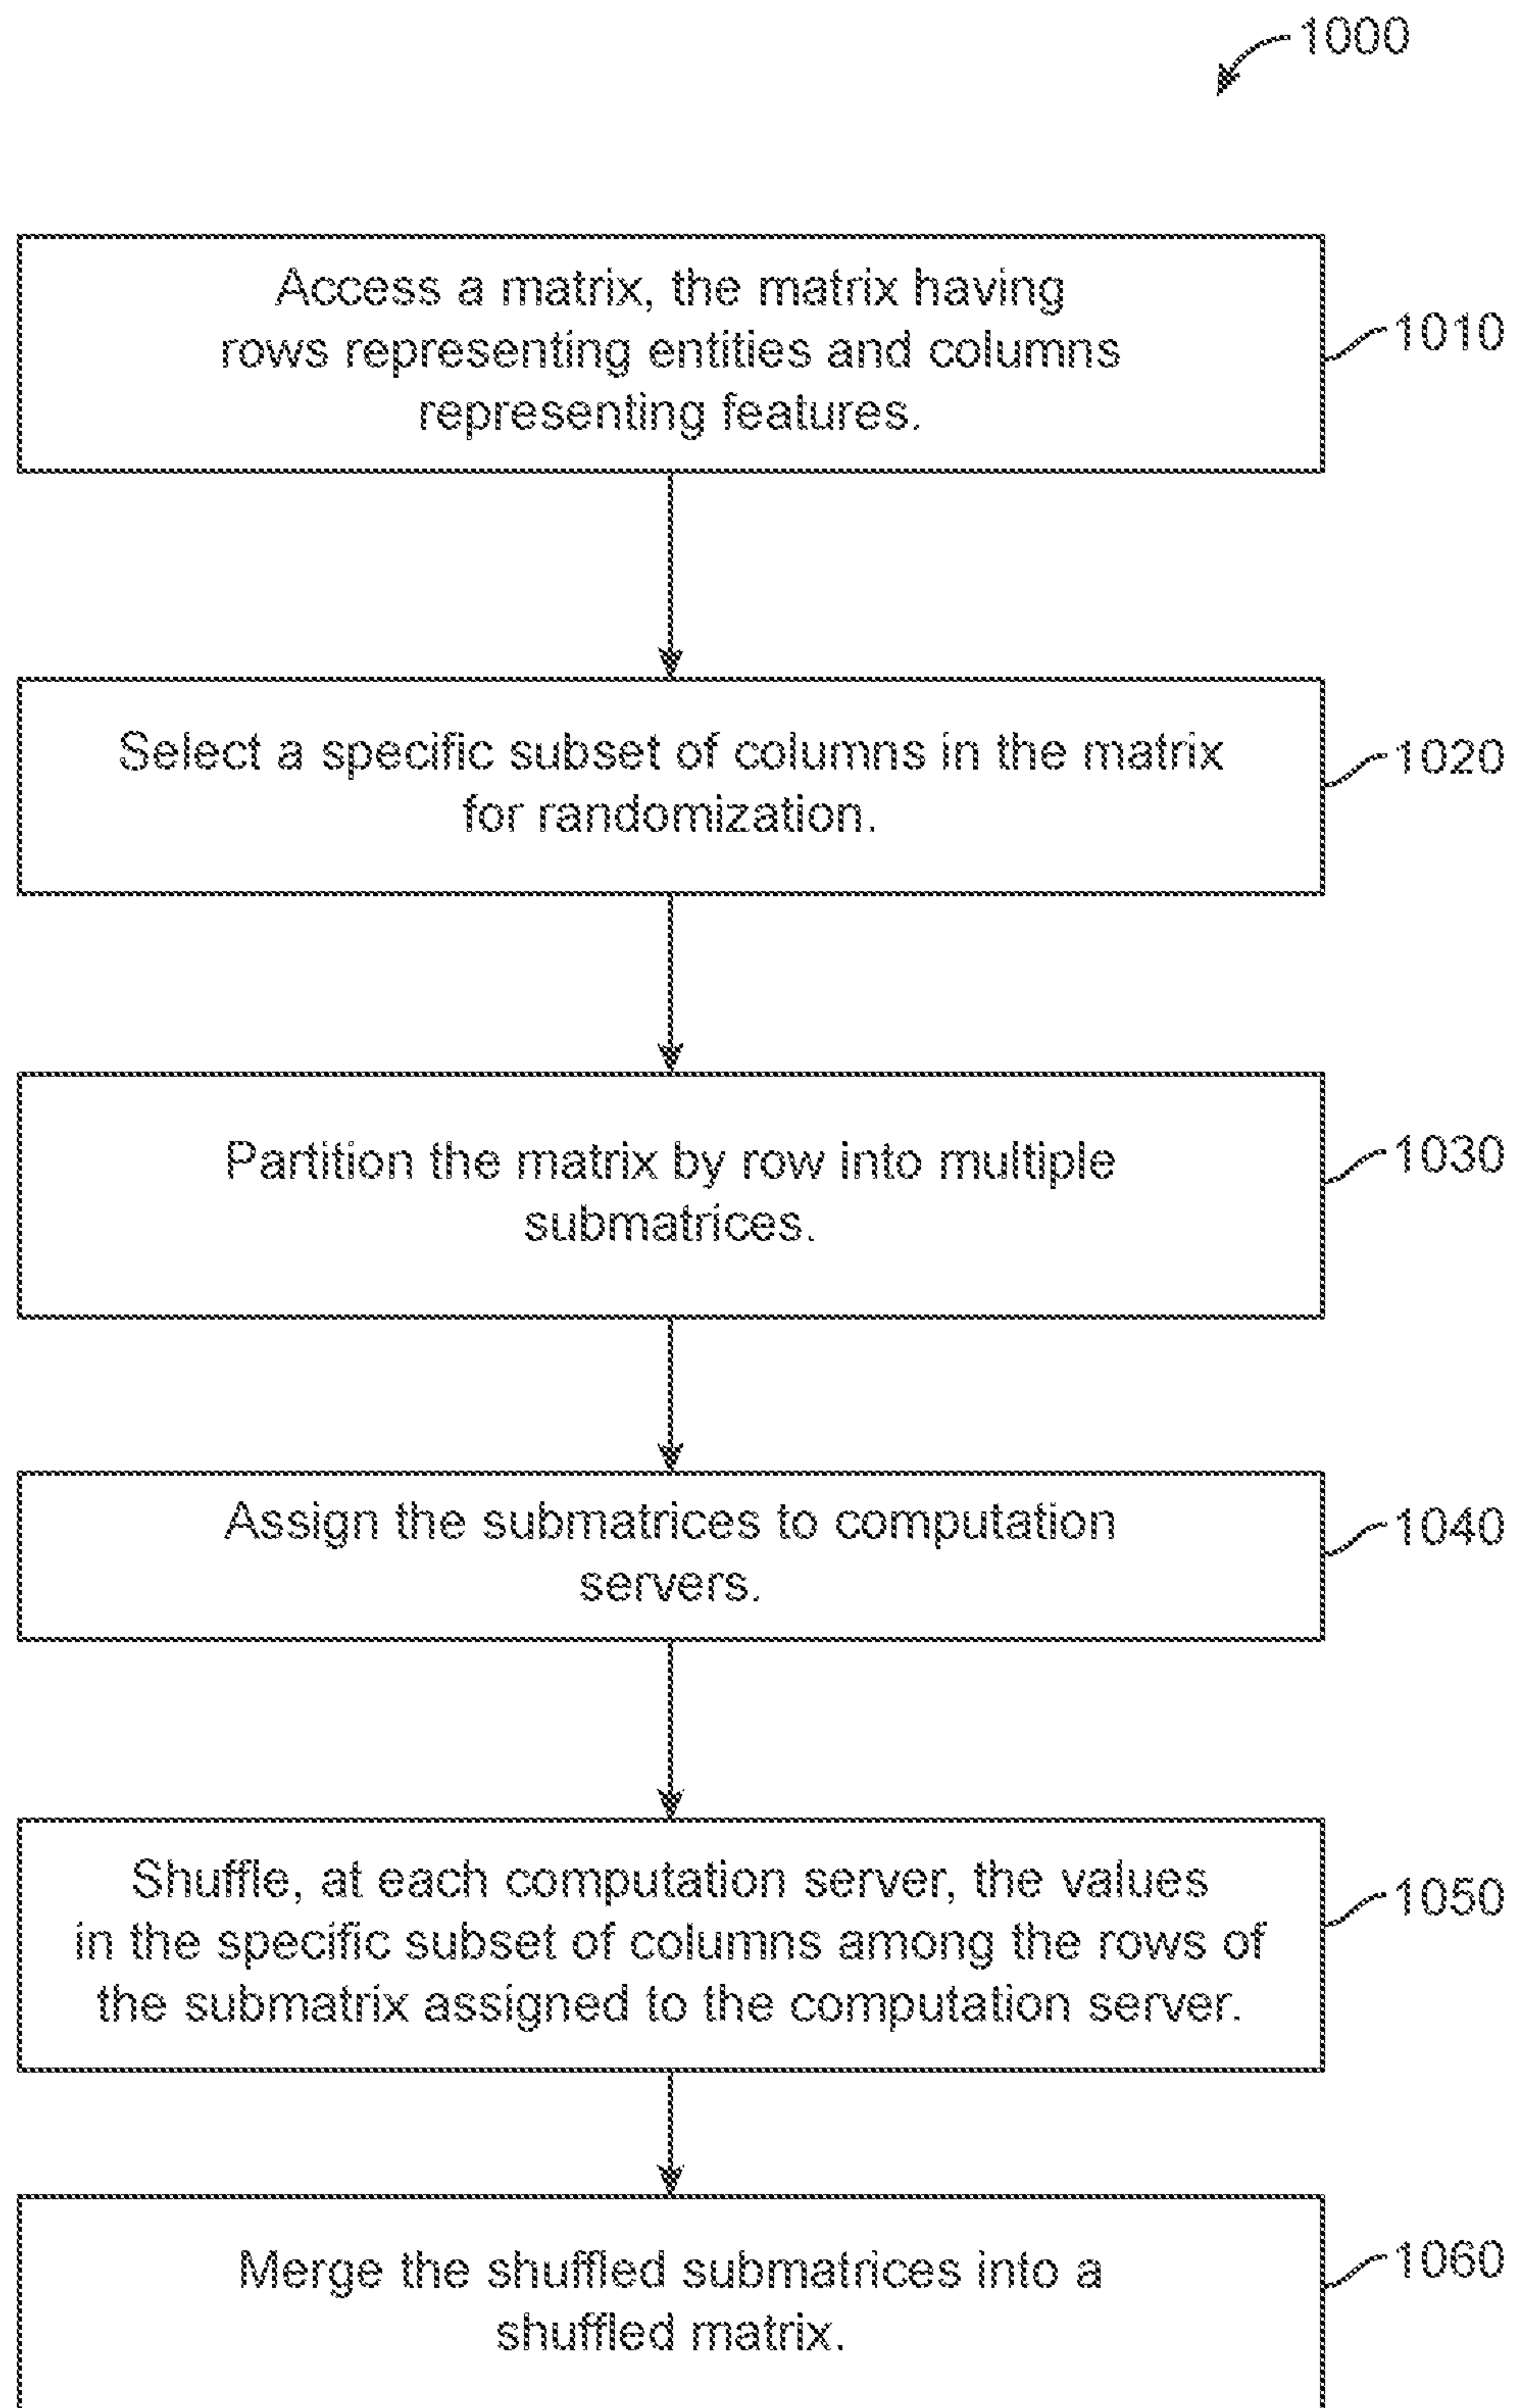 1000
Access a matrix, the matrix having
rows representing entities and columns
representing features.
1010
Select a specific subset of columns in the matrix
for randomization.
1020
Partition the matrix by row into multiple
submatrices.
1030
Assign the submatrices to computation
servers.
1040
Shuffle, at each computation server, the values
in the specific subset of columns among the rows of
the submatrix assigned to the computation server.
1050
Merge the shuffled submatrices into a
shuffled matrix.
1060